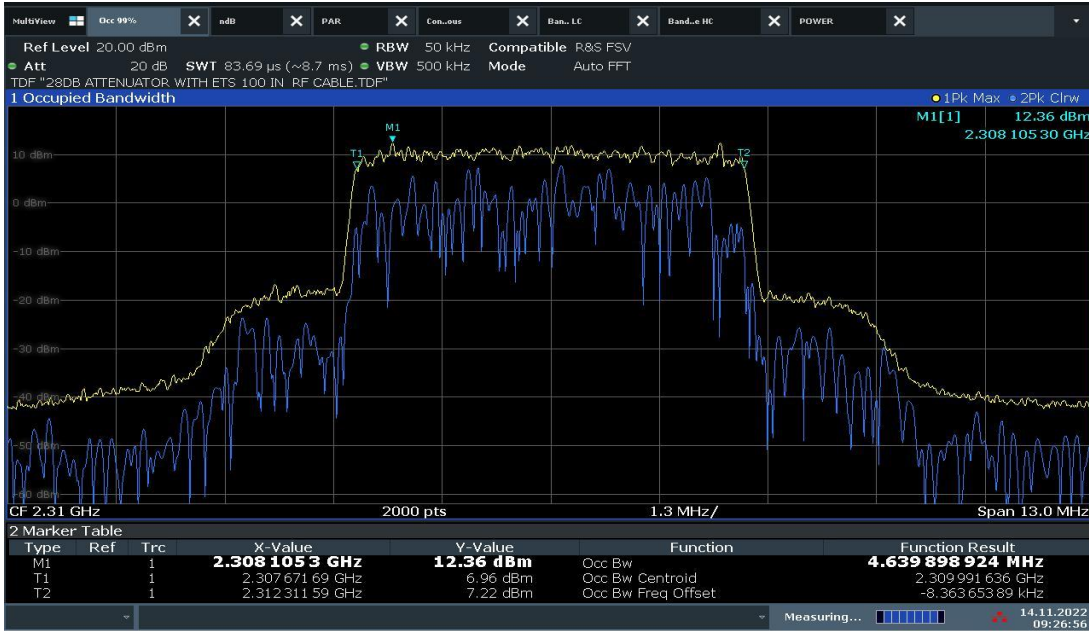 MultiView Occ 99% ndB PAR Con..ous Ban.. LC Band..e HC POWER
Ref Level 20.00 dBm RBW 50 kHz Compatible R&S FSV
Att 20 dB SWT 83.69 µs (~8.7 ms) VBW 500 kHz Mode Auto FFT
TDF "28DB ATTENUATOR WITH ETS 100 IN RF CABLE.TDF"
1 Occupied Bandwidth 1Pk Max 2Pk Clrw
M1[1] 12.36 dBm
2.308 105 30 GHz
M1
T1 T2
10 dBm
0 dBm
-10 dBm
-20 dBm
-30 dBm
-40 dBm
-50 dBm
-60 dBm
CF 2.31 GHz 2000 pts 1.3 MHz/ Span 13.0 MHz
2 Marker Table
Type Ref Trc X-Value Y-Value Function Function Result
M1 1 2.308 105 3 GHz 12.36 dBm Occ Bw 4.639 898 924 MHz
T1 1 2.307 671 69 GHz 6.96 dBm Occ Bw Centroid 2.309 991 636 GHz
T2 1 2.312 311 59 GHz 7.22 dBm Occ Bw Freq Offset -8.363 653 89 kHz
Measuring... 14.11.2022
09:26:56